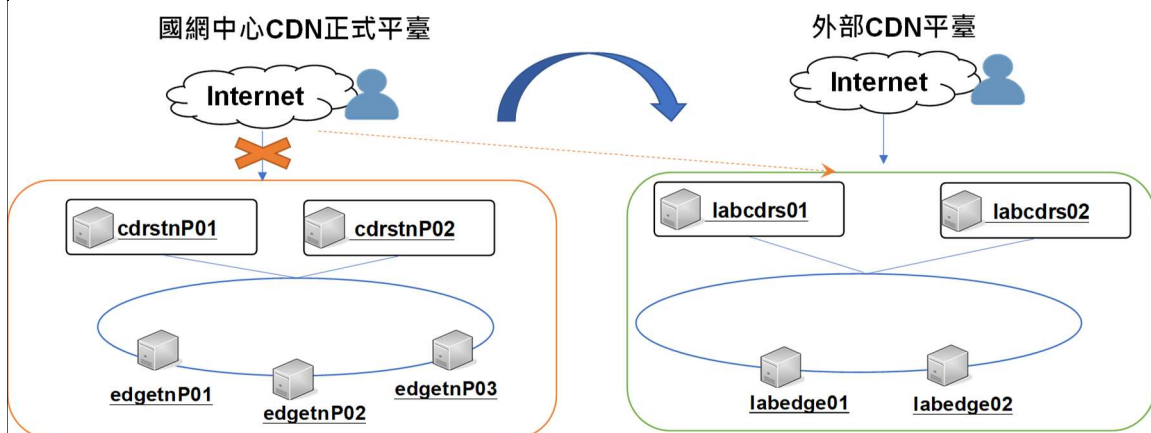 國網中心CDN正式平臺
外部CDN平臺
Internet
Internet
cdrstnP01
cdrstnP02
labcdrs01
labcdrs02
edgetnP01
edgetnP02
edgetnP03
labedge01
labedge02